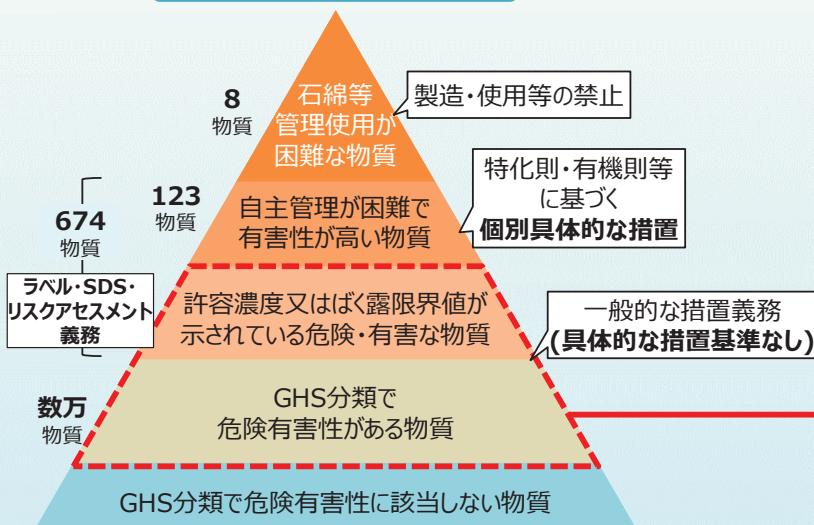 8
物質
石綿等
管理使用が
困難な物質
製造・使用等の禁止
123
物質
自主管理が困難で
有害性が高い物質
特化則・有機則等
に基づく
個別具体的な措置
674
物質
ラベル・SDS・
リスクアセスメント
義務
許容濃度又はばく露限界値が
示されている危険・有害な物質
一般的な措置義務
(具体的な措置基準なし)
数万
物質
GHS分類で
危険有害性がある物質
GHS分類で危険有害性に該当しない物質